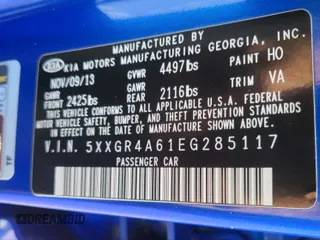 MANUFACTURED BY
KIA KIA MOTORS MANUFACTURING GEORGIA, INC.
NOV/09/13 GVWR 4497lbs PAINT HO
GAWR GAWR TRIM VA
FRONT 2425lbs REAR 2116lbs
THIS VEHICLE CONFORMS TO ALL APPLICABLE U.S.A. FEDERAL
MOTOR VEHICLE SAFETY, BUMPER, AND THEFT PREVENTION
STANDARDS IN EFFECT ON THE DATE OF MANUFACTURE SHOWN ABOVE.
V.I.N. 5XXGR4A61EG285117
PASSENGER CAR
TF
DREAMBID